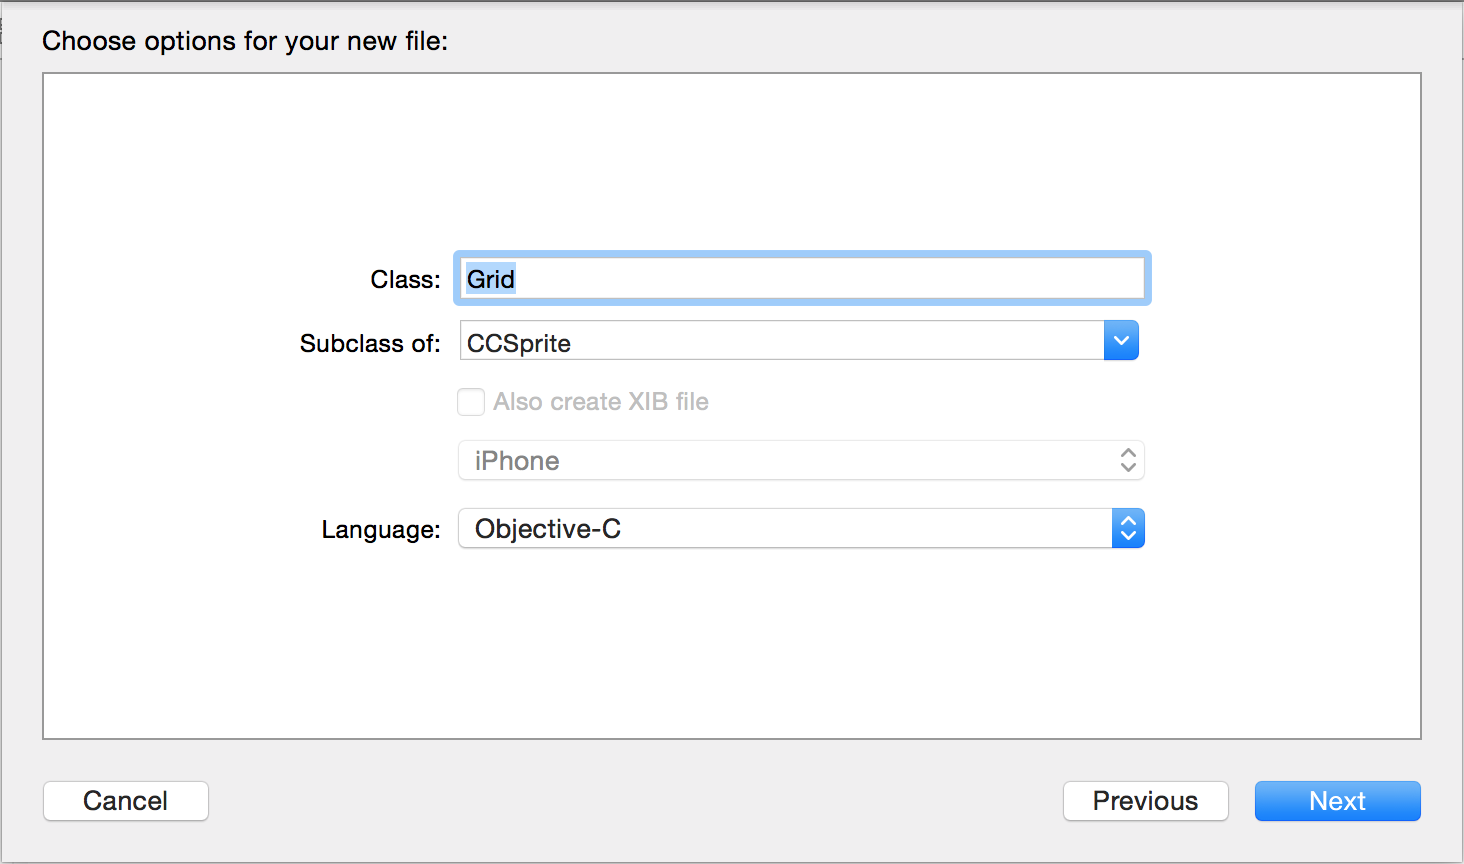 Choose options for your new file:
Class: Grid
Subclass of: CCSprite
Also create XIB file
iPhone
Language: Objective-C
Cancel Previous Next